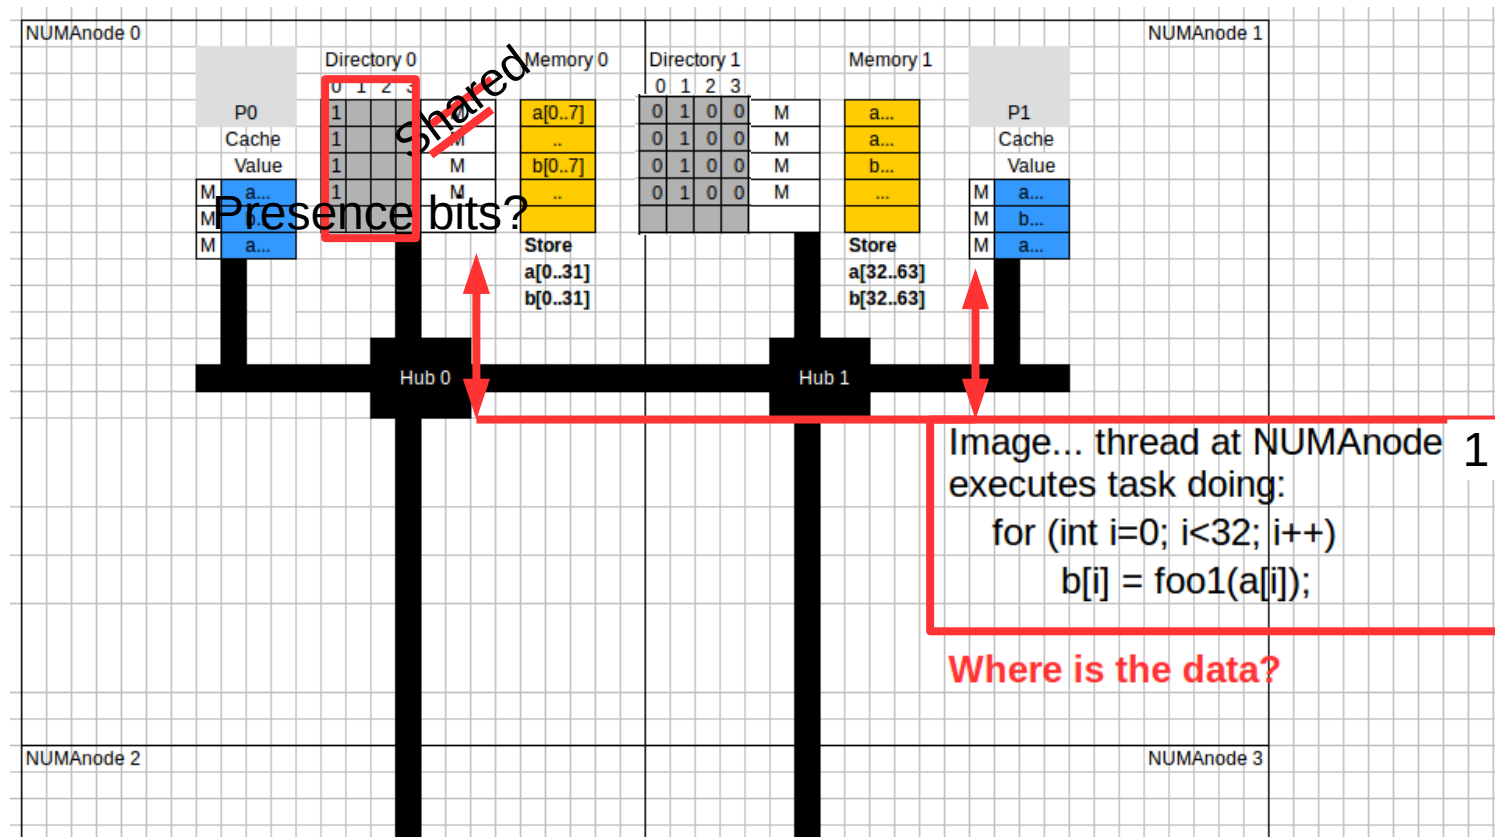 NUMAnode 0
NUMAnode 1
Directory 0
Memory 0
Directory 1
Memory 1
0 1 2 3
0 1 2 3
Shared
P0
1
M
a[0..7]
0 1 0 0
M
a...
P1
Cache
1
M
..
0 1 0 0
M
a...
Cache
Value
1
M
b[0..7]
0 1 0 0
M
b...
Value
M
a...
1
M
..
0 1 0 0
M
...
M
a...
M
b...
Presence bits?
M
b...
M
a...
Store
Store
M
a...
a[0..31]
a[32..63]
b[0..31]
b[32..63]
Hub 0
Hub 1
Image... thread at NUMAnode 1
executes task doing:
for (int i=0; i<32; i++)
b[i] = foo1(a[i]);
Where is the data?
NUMAnode 2
NUMAnode 3